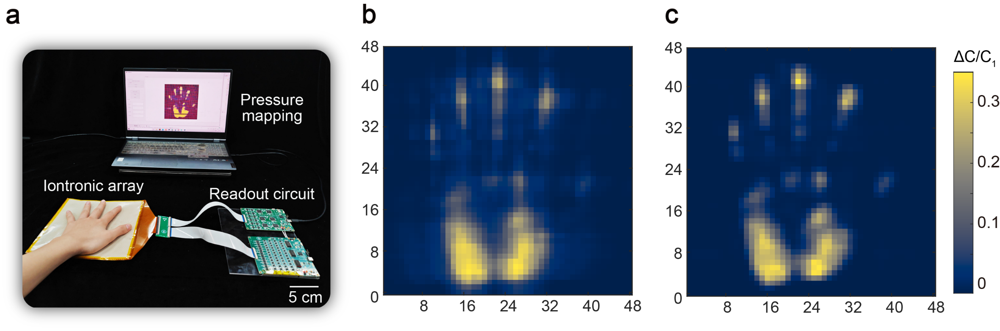 a
Pressure
mapping
Iontronic array
Readout circuit
5 cm
b
48
40
32
24
16
8
0
8 16 24 32 40 48
c
48
40
32
24
16
8
0
8 16 24 32 40 48
ΔC/C₁
0.3
0.2
0.1
0